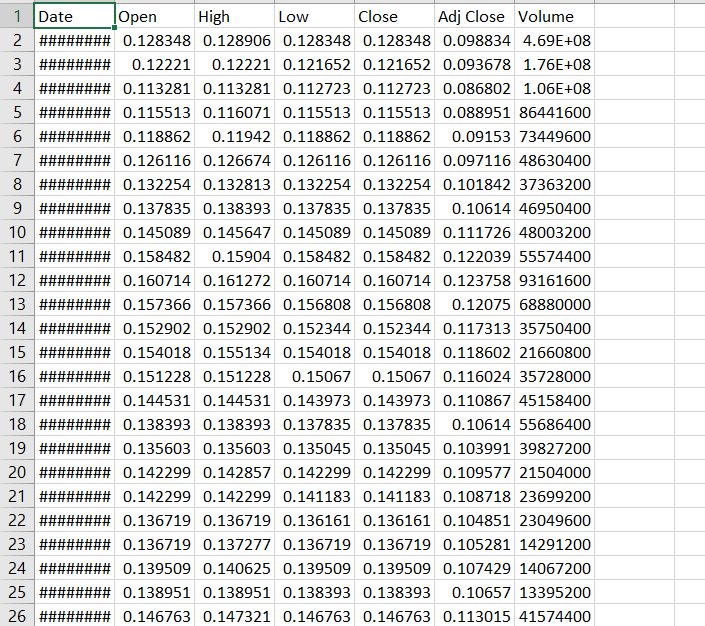 1 Date Open High Low Close Adj Close Volume
2 ######## 0.128348 0.128906 0.128348 0.128348 0.098834 4.69E+08
3 ######## 0.12221 0.12221 0.121652 0.121652 0.093678 1.76E+08
4 ######## 0.113281 0.113281 0.112723 0.112723 0.086802 1.06E+08
5 ######## 0.115513 0.116071 0.115513 0.115513 0.088951 86441600
6 ######## 0.118862 0.11942 0.118862 0.118862 0.09153 73449600
7 ######## 0.126116 0.126674 0.126116 0.126116 0.097116 48630400
8 ######## 0.132254 0.132813 0.132254 0.132254 0.101842 37363200
9 ######## 0.137835 0.138393 0.137835 0.137835 0.10614 46950400
10 ######## 0.145089 0.145647 0.145089 0.145089 0.111726 48003200
11 ######## 0.158482 0.15904 0.158482 0.158482 0.122039 55574400
12 ######## 0.160714 0.161272 0.160714 0.160714 0.123758 93161600
13 ######## 0.157366 0.157366 0.156808 0.156808 0.12075 68880000
14 ######## 0.152902 0.152902 0.152344 0.152344 0.117313 35750400
15 ######## 0.154018 0.155134 0.154018 0.154018 0.118602 21660800
16 ######## 0.151228 0.151228 0.15067 0.15067 0.116024 35728000
17 ######## 0.144531 0.144531 0.143973 0.143973 0.110867 45158400
18 ######## 0.138393 0.138393 0.137835 0.137835 0.10614 55686400
19 ######## 0.135603 0.135603 0.135045 0.135045 0.103991 39827200
20 ######## 0.142299 0.142857 0.142299 0.142299 0.109577 21504000
21 ######## 0.142299 0.142299 0.141183 0.141183 0.108718 23699200
22 ######## 0.136719 0.136719 0.136161 0.136161 0.104851 23049600
23 ######## 0.136719 0.137277 0.136719 0.136719 0.105281 14291200
24 ######## 0.139509 0.140625 0.139509 0.139509 0.107429 14067200
25 ######## 0.138951 0.138951 0.138393 0.138393 0.10657 13395200
26 ######## 0.146763 0.147321 0.146763 0.146763 0.113015 41574400